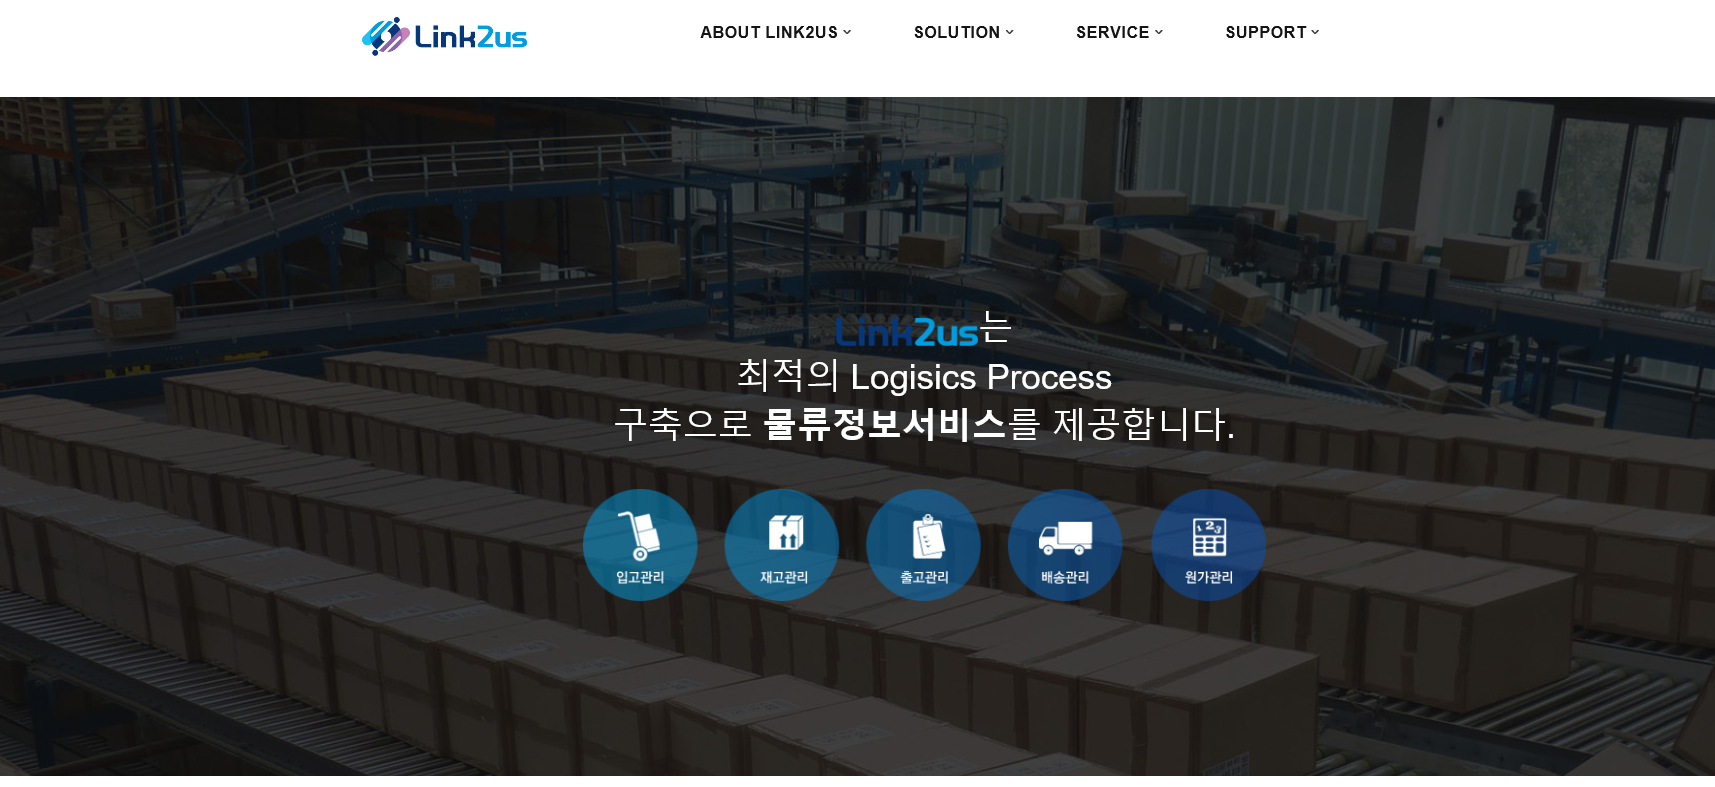 Link2us
ABOUT LINK2US
SOLUTION
SERVICE
SUPPORT
Link2us는
최적의 Logisics Process
구축으로 물류정보서비스를 제공합니다.
입고관리
재고관리
출고관리
배송관리
원가관리